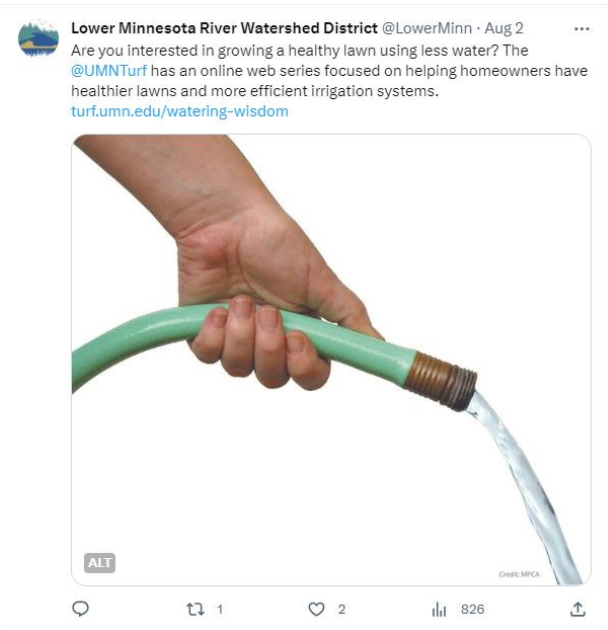 Lower Minnesota River Watershed District @LowerMinn · Aug 2
Are you interested in growing a healthy lawn using less water? The
@UMNTurf has an online web series focused on helping homeowners have
healthier lawns and more efficient irrigation systems.
turf.umn.edu/watering-wisdom
ALT
Credit: MPCA
1
2
826